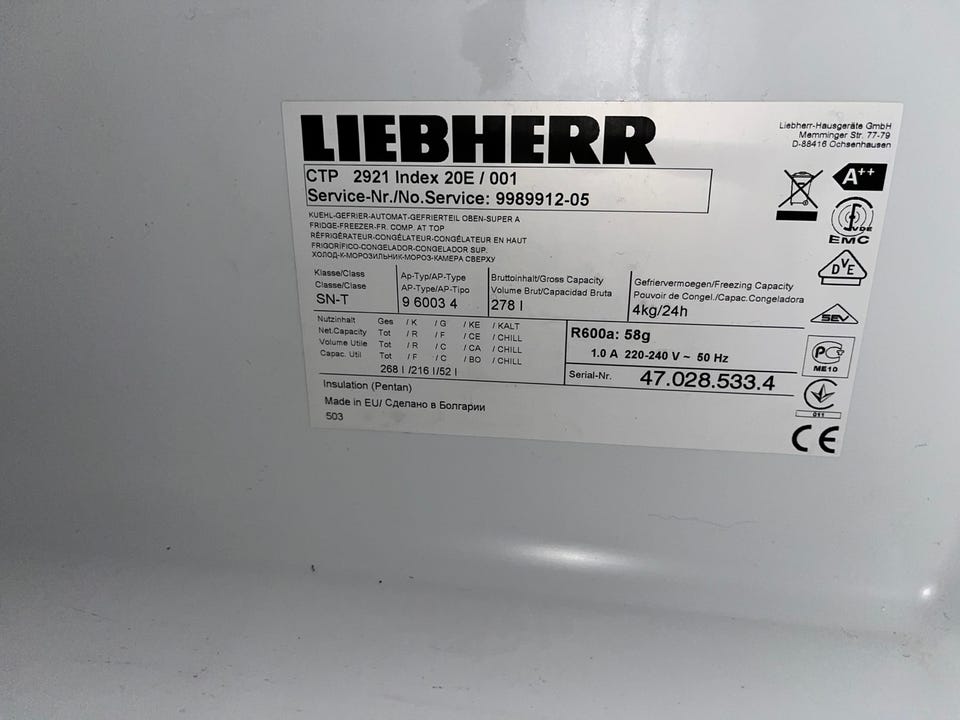 LIEBHERR
Liebherr-Hausgeräte GmbH
Memminger Str. 77-79
D-88416 Ochsenhausen
CTP 2921 Index 20E / 001
Service-Nr./No.Service: 9989912-05
A++
KUEHL-GEFRIER-AUTOMAT-GEFRIERTEIL OBEN-SUPER A
FRIDGE-FREEZER-FR. COMP. AT TOP
RÉFRIGÉRATEUR-CONGÉLATEUR-CONGÉLATEUR EN HAUT
FRIGORÍFICO-CONGELADOR-CONGELADOR SUP.
ХОЛОД-К-МОРОЗИЛЬНИК-МОРОЗ-КАМЕРА СВЕРХУ
VDE
EMC
DVE
Klasse/Class
Classe/Clase
SN-T
Ap-Typ/AP-Type
AP-Type/AP-Tipo
9 6003 4
Bruttoinhalt/Gross Capacity
Volume Brut/Capacidad Bruta
278 l
Gefriervermoegen/Freezing Capacity
Pouvoir de Congel./Capac.Congeladora
4kg/24h
SEV
Nutzinhalt Ges / K / G / KE / KALT
Net.Capacity Tot / R / F / CE / CHILL
Volume Utile Tot / R / C / CA / CHILL
Capac. Util Tot / F / C / BO / CHILL
268 l /216 l /52 l
R600a: 58g
1.0 A 220-240 V ~ 50 Hz
Serial-Nr. 47.028.533.4
ME10
011
Insulation (Pentan)
Made in EU/ Сделано в Болгарии
503
CE